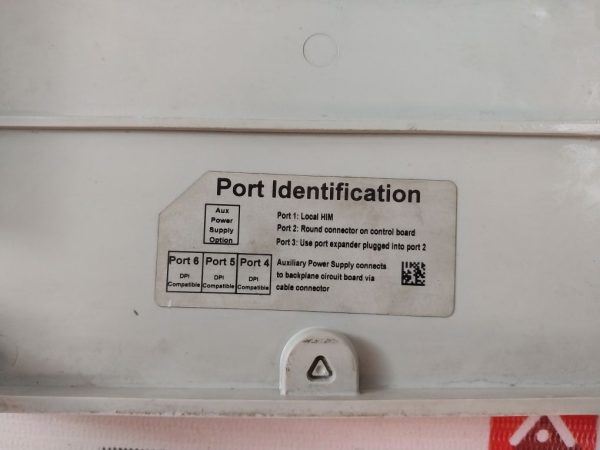 Port Identification
Aux
Power
Supply
Option
Port 1: Local HIM
Port 2: Round connector on control board
Port 3: Use port expander plugged into port 2
Port 6 Port 5 Port 4
DPI Compatible DPI Compatible DPI Compatible
Auxiliary Power Supply connects
to backplane circuit board via
cable connector